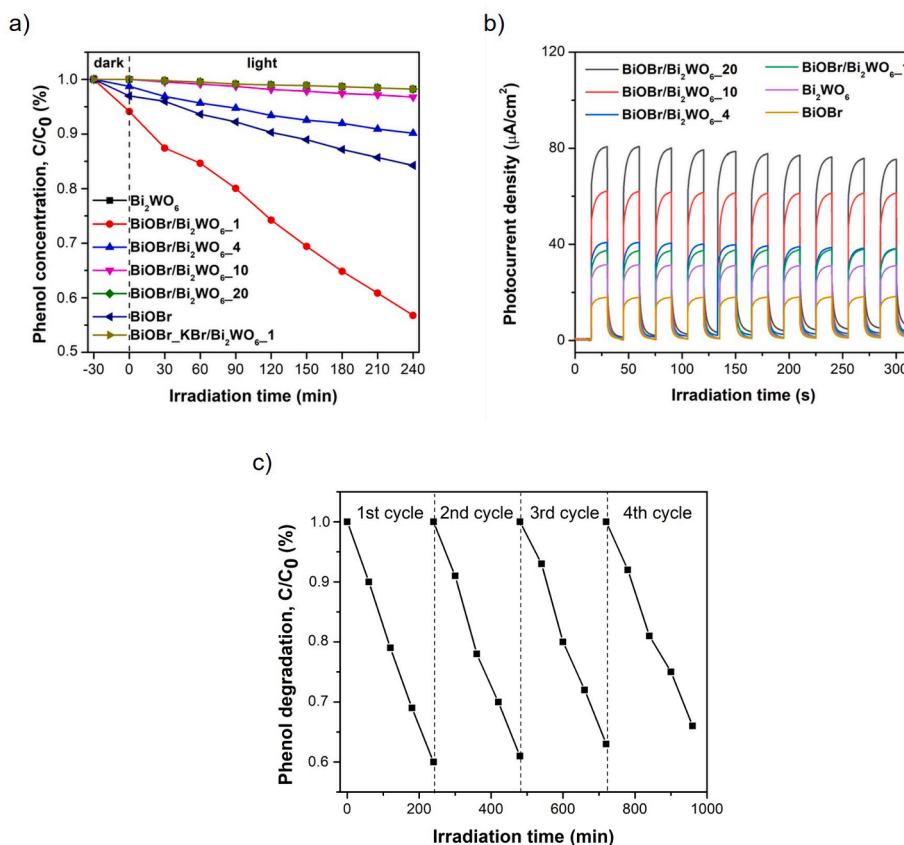 a)
dark
light
Phenol concentration, C/C₀ (%)
1.0
0.9
0.8
0.7
0.6
0.5
Bi₂WO₆
BiOBr/Bi₂WO₆_1
BiOBr/Bi₂WO₆_4
BiOBr/Bi₂WO₆_10
BiOBr/Bi₂WO₆_20
BiOBr
BiOBr_KBr/Bi₂WO₆_1
-30 0 30 60 90 120 150 180 210 240
Irradiation time (min)
b)
Photocurrent density (μA/cm²)
120
80
40
0
BiOBr/Bi₂WO₆_20
BiOBr/Bi₂WO₆_10
BiOBr/Bi₂WO₆_4
BiOBr/Bi₂WO₆_1
Bi₂WO₆
BiOBr
0 50 100 150 200 250 300
Irradiation time (s)
c)
Phenol degradation, C/C₀ (%)
1.0
0.9
0.8
0.7
0.6
1st cycle 2nd cycle 3rd cycle 4th cycle
0 200 400 600 800 1000
Irradiation time (min)